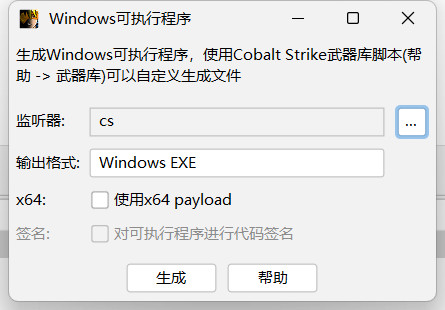 Windows可执行程序
生成Windows可执行程序，使用Cobalt Strike武器库脚本(帮
助 -> 武器库)可以自定义生成文件
监听器: cs ...
输出格式: Windows EXE
x64: 使用x64 payload
签名: 对可执行程序进行代码签名
生成 帮助